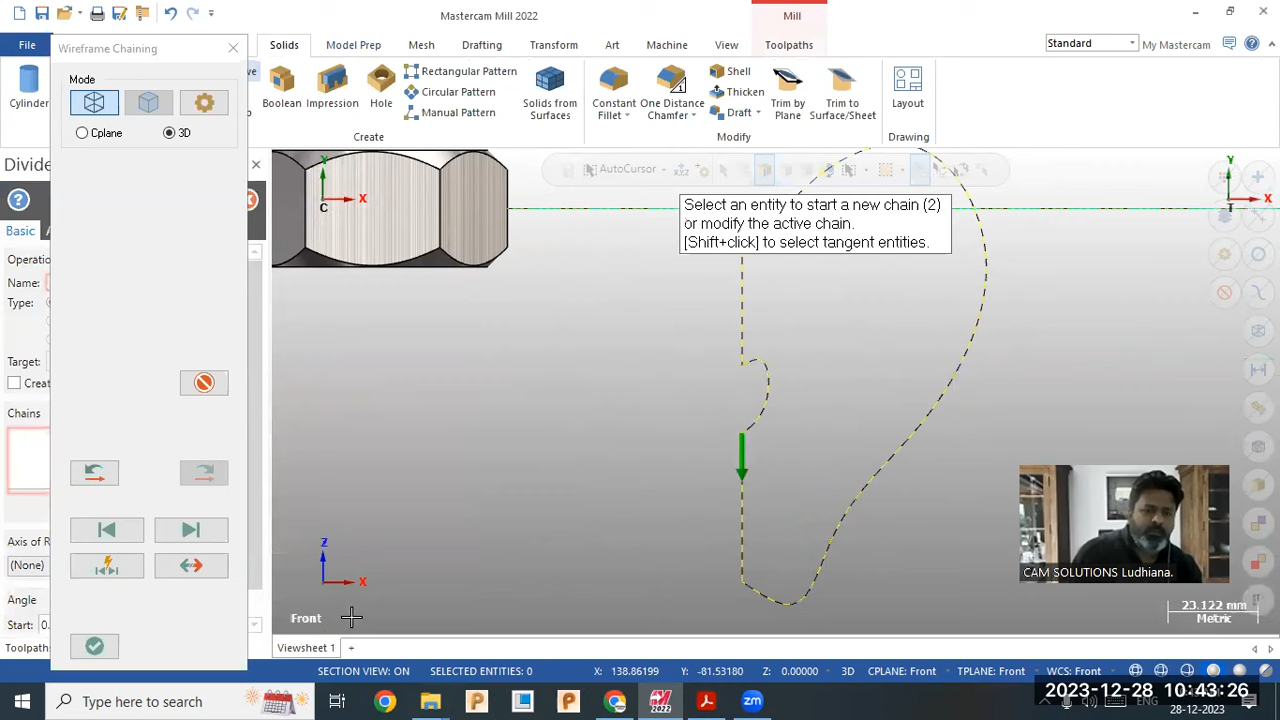 Mastercam Mill 2022
Mill
File
Solids
Model Prep
Mesh
Drafting
Transform
Art
Machine
View
Toolpaths
Standard
My Mastercam
Wireframe Chaining
Mode
Cplane
3D
Cylinder
Boolean
Impression
Hole
Rectangular Pattern
Circular Pattern
Manual Pattern
Solids from
Surfaces
Create
Constant
Fillet
One Distance
Chamfer
Shell
Thicken
Draft
Trim by
Plane
Trim to
Surface/Sheet
Modify
Layout
Drawing
AutoCursor
Select an entity to start a new chain (2)
or modify the active chain.
[Shift+click] to select tangent entities.
Y
X
C
Y
X
T
Basic
Name:
Type:
Target:
Chains
(None)
Angle
Start:
Z
X
Front
CAM SOLUTIONS Ludhiana.
23.122 mm
Metric
Viewsheet 1
SECTION VIEW: ON
SELECTED ENTITIES: 0
X: 138.86199
Y: -81.53180
Z: 0.00000
3D
CPLANE: Front
TPLANE: Front
WCS: Front
Type here to search
2022
zm
ENG
2023-12-28 10:43:26
28-12-2023